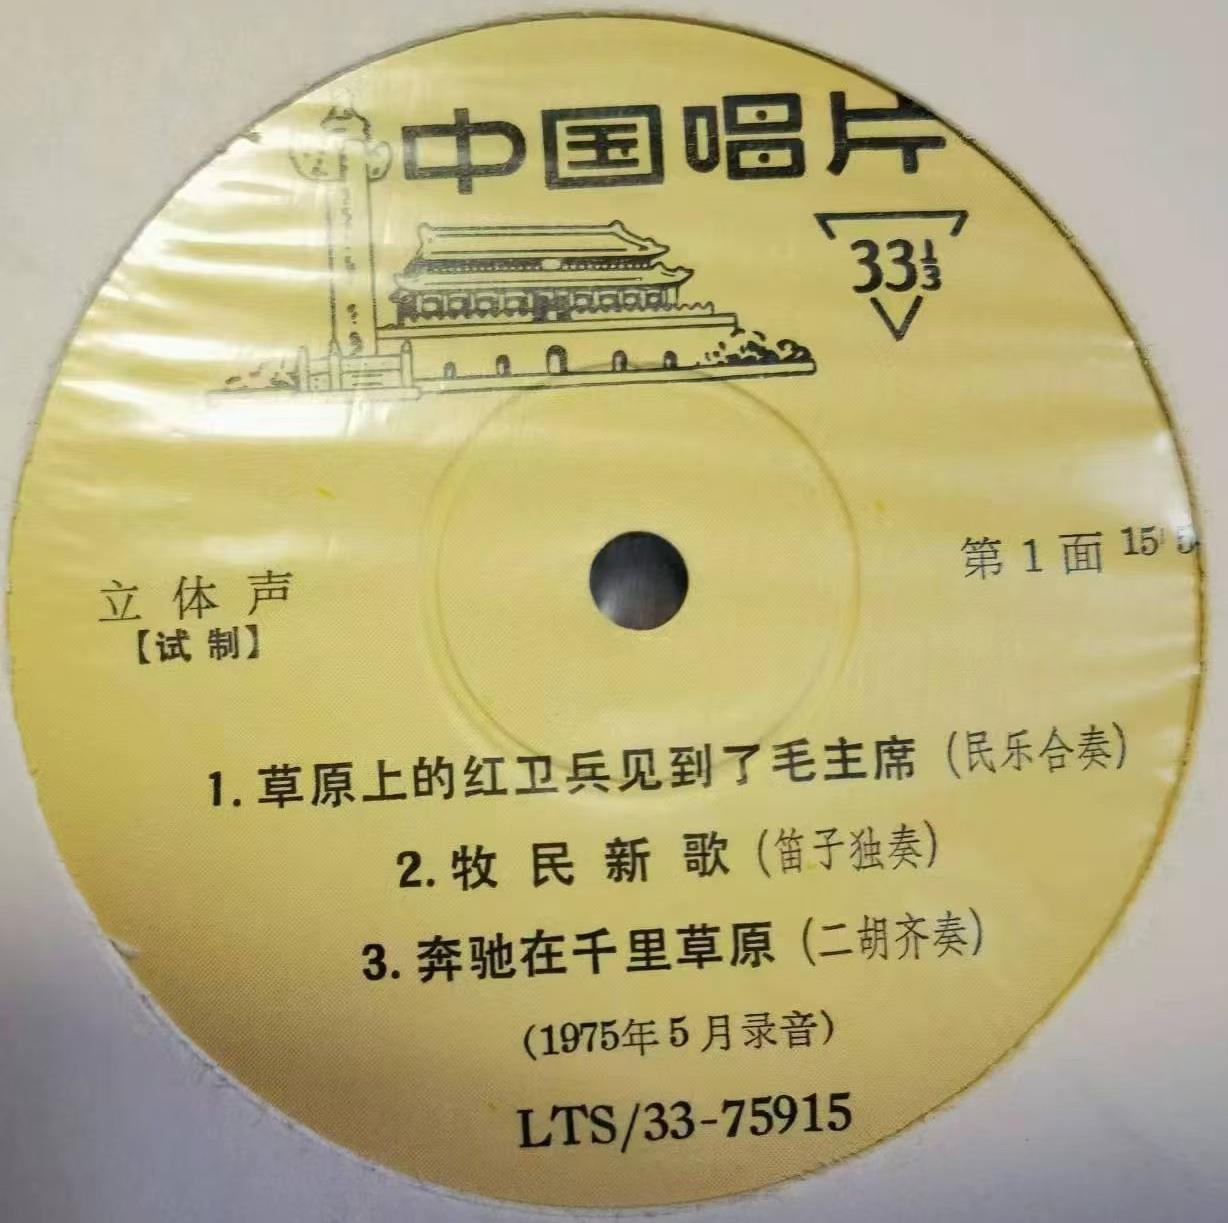 中国唱片
33⅓
立体声
【试制】
第1面 15′
1. 草原上的红卫兵见到了毛主席（民乐合奏）
2. 牧民新歌（笛子独奏）
3. 奔驰在千里草原（二胡齐奏）
（1975年5月录音）
LTS/33-75915